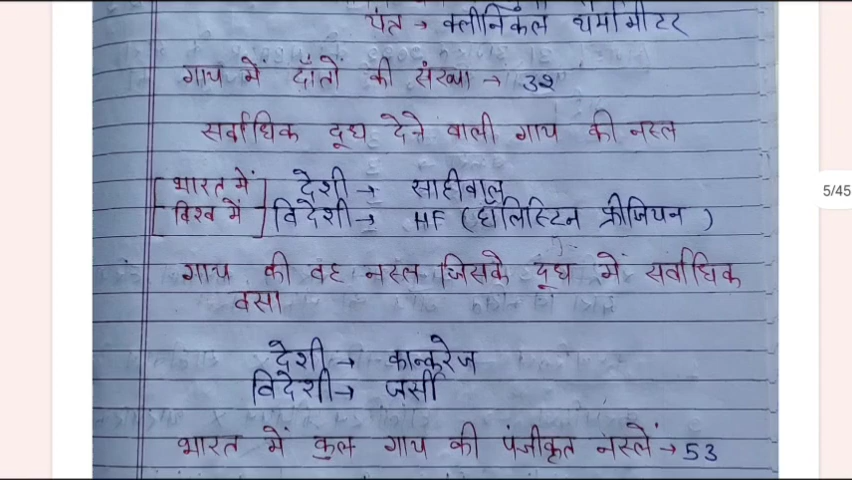 यंत्र → क्लीनिकल थर्मामीटर
गाय में दाँतों की संख्या → 32
सर्वाधिक दूध देने वाली गाय की नस्ल
भारत में देशी → साहीवाल
विश्व में विदेशी → HF (हॉलिस्टिन फ्रीजियन )
गाय की वह नस्ल जिसके दूध में सर्वाधिक
वसा
देशी → कान्करेज
विदेशी → जर्सी
भारत में कुल गाय की पंजीकृत नस्लें → 53
5/45